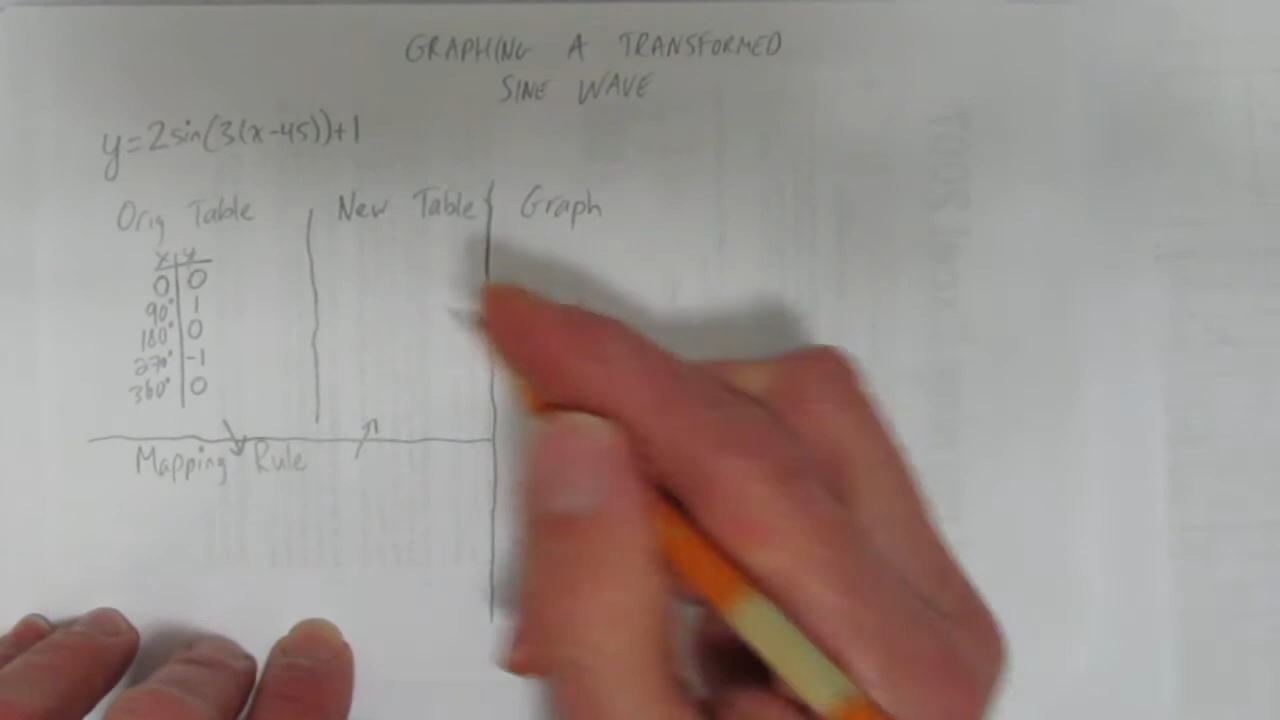 GRAPHING A TRANSFORMED
SINE WAVE
y=2sin(3(x-45))+1
Orig Table
New Table
Graph
x y
0 0
90° 1
180° 0
270° -1
360° 0
Mapping Rule